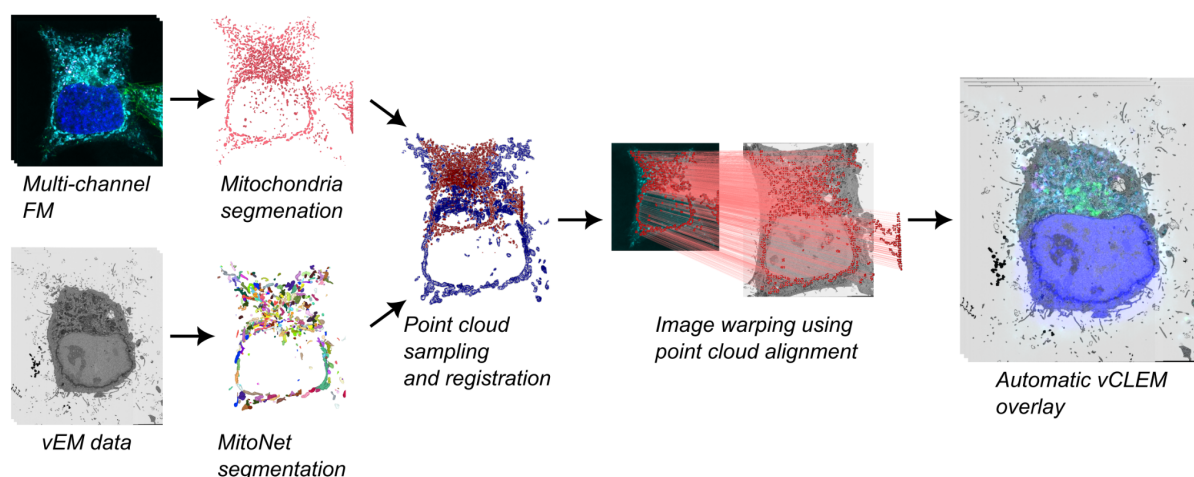 Multi-channel
FM
Mitochondria
segmenation
vEM data
MitoNet
segmentation
Point cloud
sampling
and registration
Image warping using
point cloud alignment
Automatic vCLEM
overlay